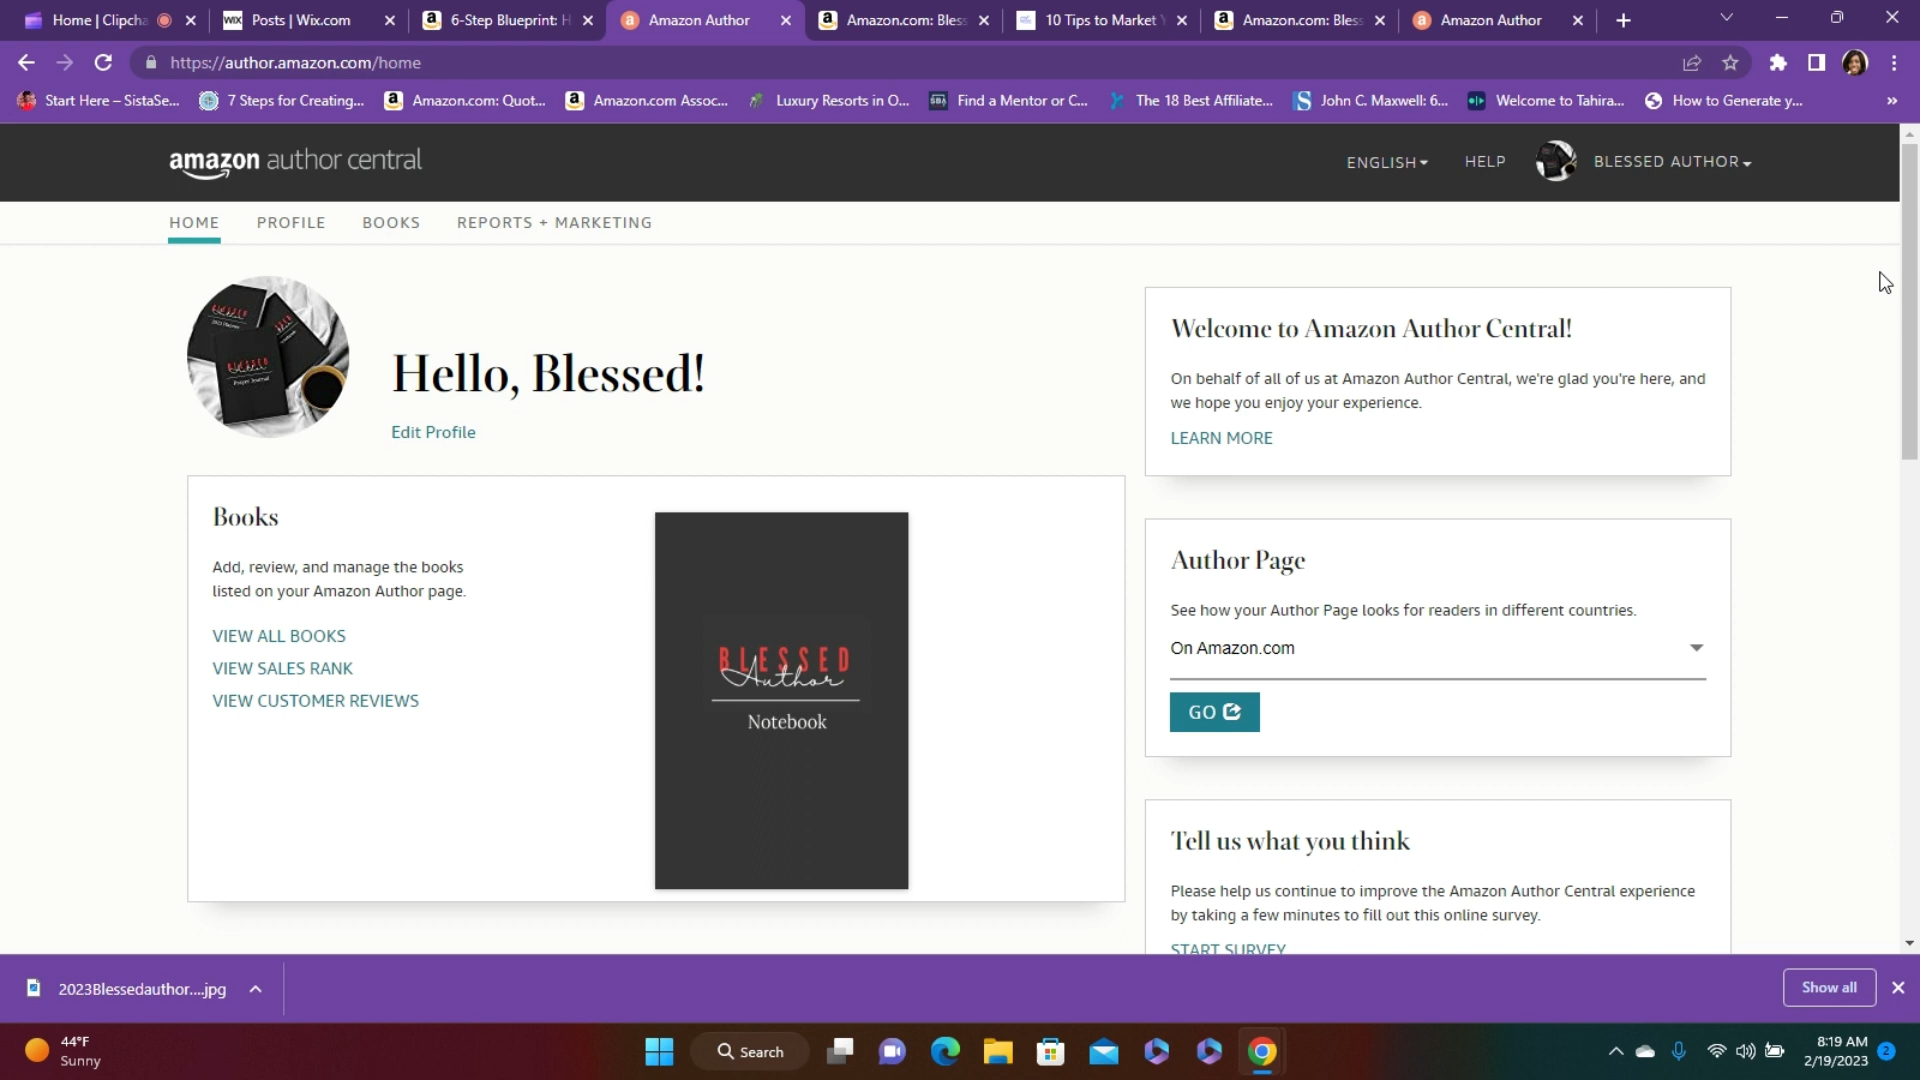 Home | Clipcha
Posts | Wix.com
6-Step Blueprint: H
Amazon Author
Amazon.com: Bless
10 Tips to Market Y
Amazon.com: Bless
Amazon Author
https://author.amazon.com/home
Start Here – SistaSe...
7 Steps for Creating...
Amazon.com: Quot...
Amazon.com Assoc...
Luxury Resorts in O...
Find a Mentor or C...
The 18 Best Affiliate...
John C. Maxwell: 6...
Welcome to Tahira...
How to Generate y...
amazon author central
ENGLISH
HELP
BLESSED AUTHOR
HOME
PROFILE
BOOKS
REPORTS + MARKETING
Hello, Blessed!
Edit Profile
Books
Add, review, and manage the books
listed on your Amazon Author page.
VIEW ALL BOOKS
VIEW SALES RANK
VIEW CUSTOMER REVIEWS
BLESSED
Author
Notebook
Welcome to Amazon Author Central!
On behalf of all of us at Amazon Author Central, we're glad you're here, and
we hope you enjoy your experience.
LEARN MORE
Author Page
See how your Author Page looks for readers in different countries.
On Amazon.com
GO
Tell us what you think
Please help us continue to improve the Amazon Author Central experience
by taking a few minutes to fill out this online survey.
START SURVEY
2023Blessedauthor....jpg
Show all
44°F
Sunny
Search
8:19 AM
2/19/2023
2